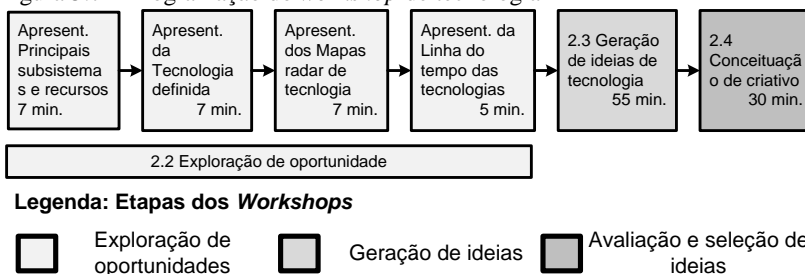 Apresent.
Principais
subsistema
s e recursos
7 min.
Apresent.
da
Tecnologia
definida
7 min.
Apresent.
dos Mapas
radar de
tecnlogia
7 min.
Apresent. da
Linha do
tempo das
tecnologias
5 min.
2.3 Geração
de ideias de
tecnologia
55 min.
2.4
Conceituaçã
o de criativo
30 min.
2.2 Exploração de oportunidade
Legenda: Etapas dos Workshops
Exploração de
oportunidades
Geração de ideias
Avaliação e seleção de
ideias